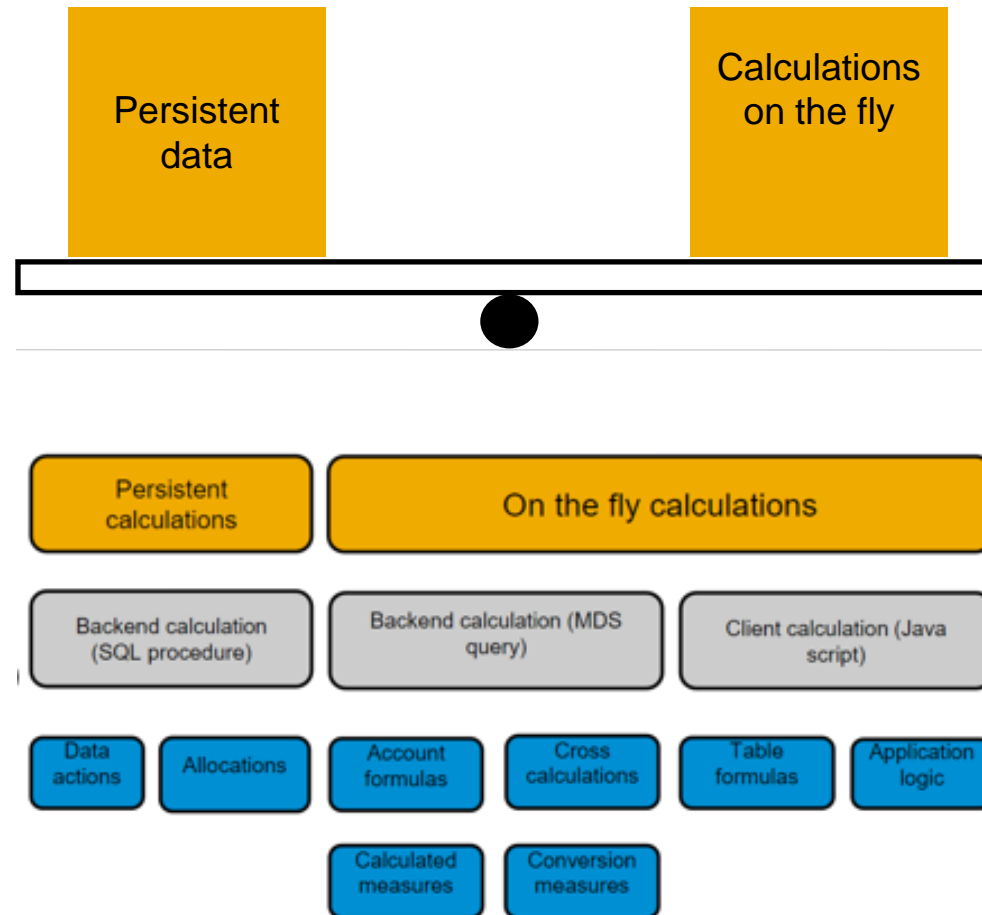 Persistent
data
Calculations
on the fly
Persistent
calculations
On the fly calculations
Backend calculation
(SQL procedure)
Backend calculation (MDS
query)
Client calculation (Java
script)
Data
actions
Allocations
Account
formulas
Cross
calculations
Table
formulas
Application
logic
Calculated
measures
Conversion
measures